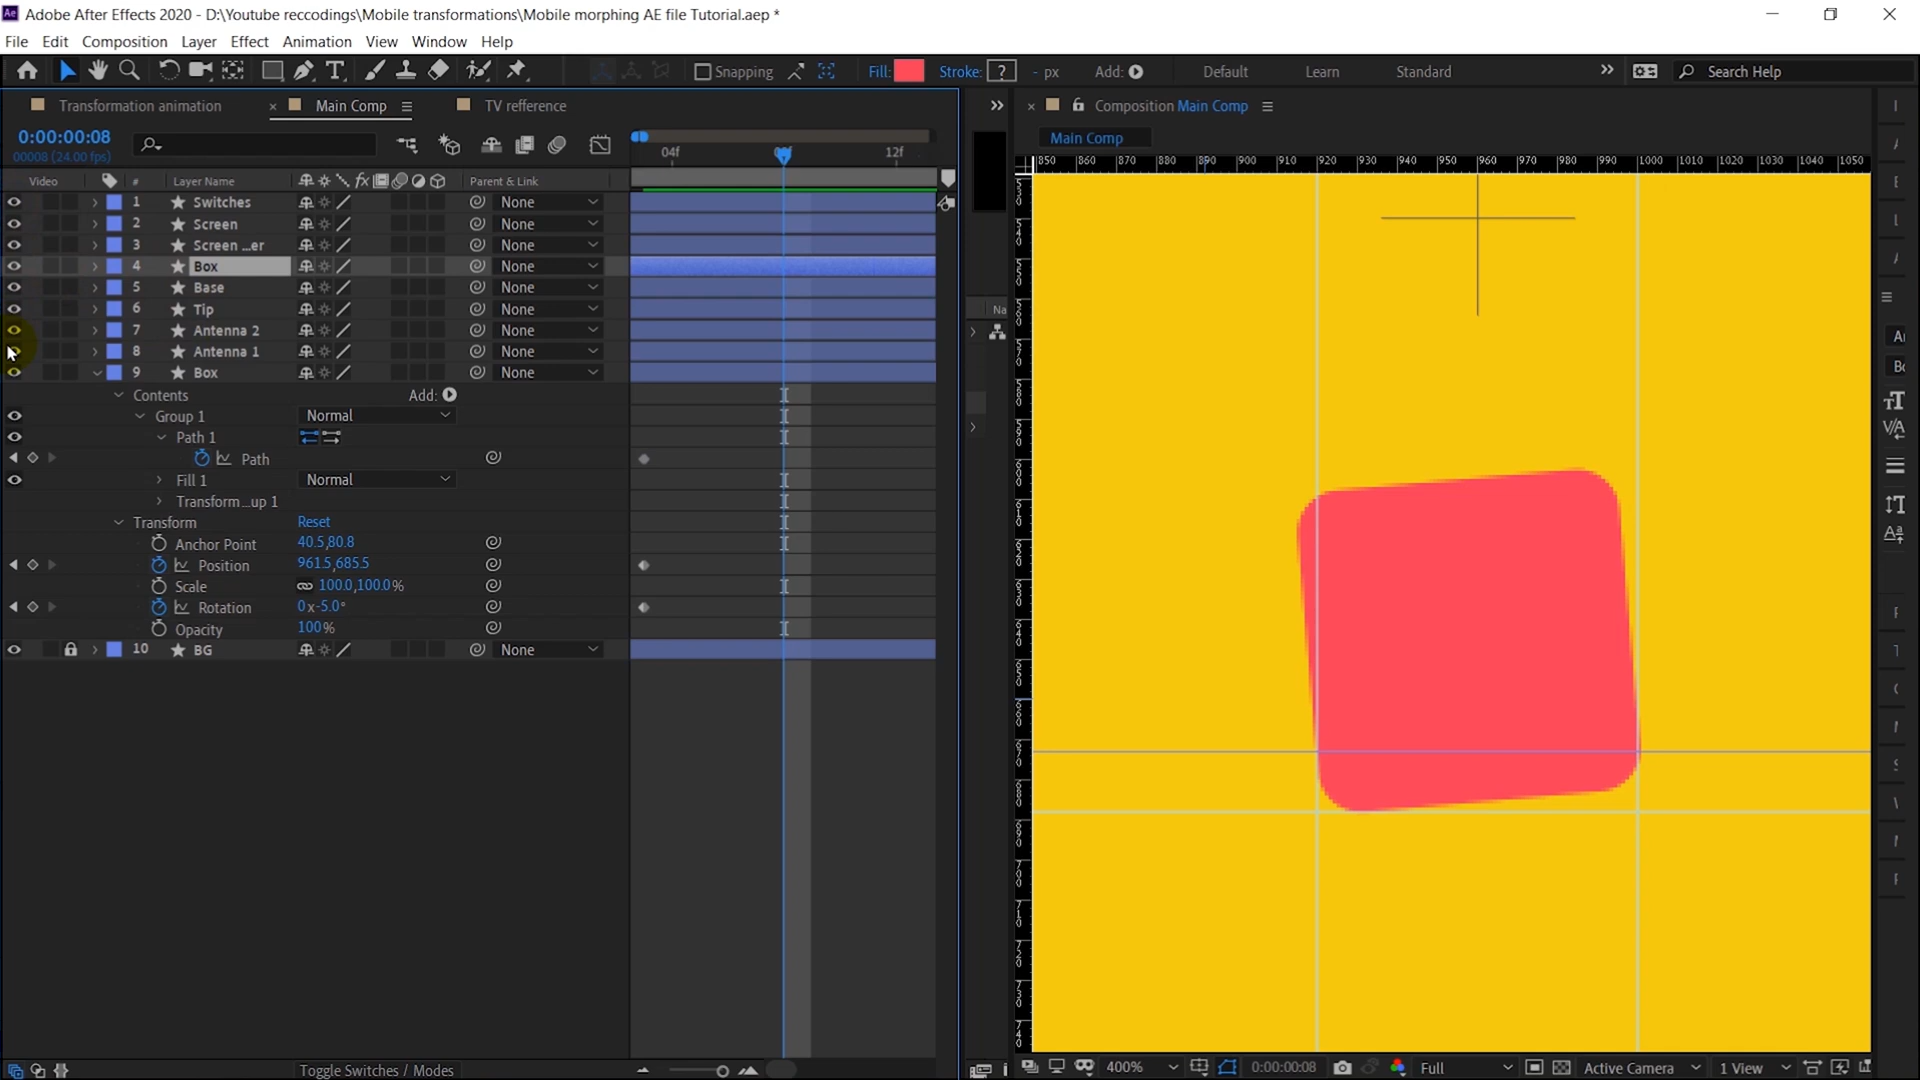 Adobe After Effects 2020 - D:\Youtube reccodings\Mobile transformations\Mobile morphing AE file Tutorial.aep *
File Edit Composition Layer Effect Animation View Window Help
Snapping Fill: Stroke: ? - px Add: Default Learn Standard Search Help
Transformation animation Main Comp TV refference
Composition Main Comp
0:00:00:08
00008 (24.00 fps)
Main Comp
04f 12f
850 860 870 880 890 900 910 920 930 940 950 960 970 980 990 1000 1010 1020 1030 1040 1050
Video # Layer Name fx Parent & Link
1 Switches None
2 Screen None
3 Screen ...er None
4 Box None
5 Base None
6 Tip None
7 Antenna 2 None
8 Antenna 1 None
9 Box None
Contents Add:
Group 1 Normal
Path 1
Path
Fill 1 Normal
Transform...up 1
Transform Reset
Anchor Point 40.5,80.8
Position 961.5,685.5
Scale 100.0,100.0%
Rotation 0x-5.0°
Opacity 100%
10 BG None
Na
Toggle Switches / Modes
400% 0:00:00:08 Full Active Camera 1 View